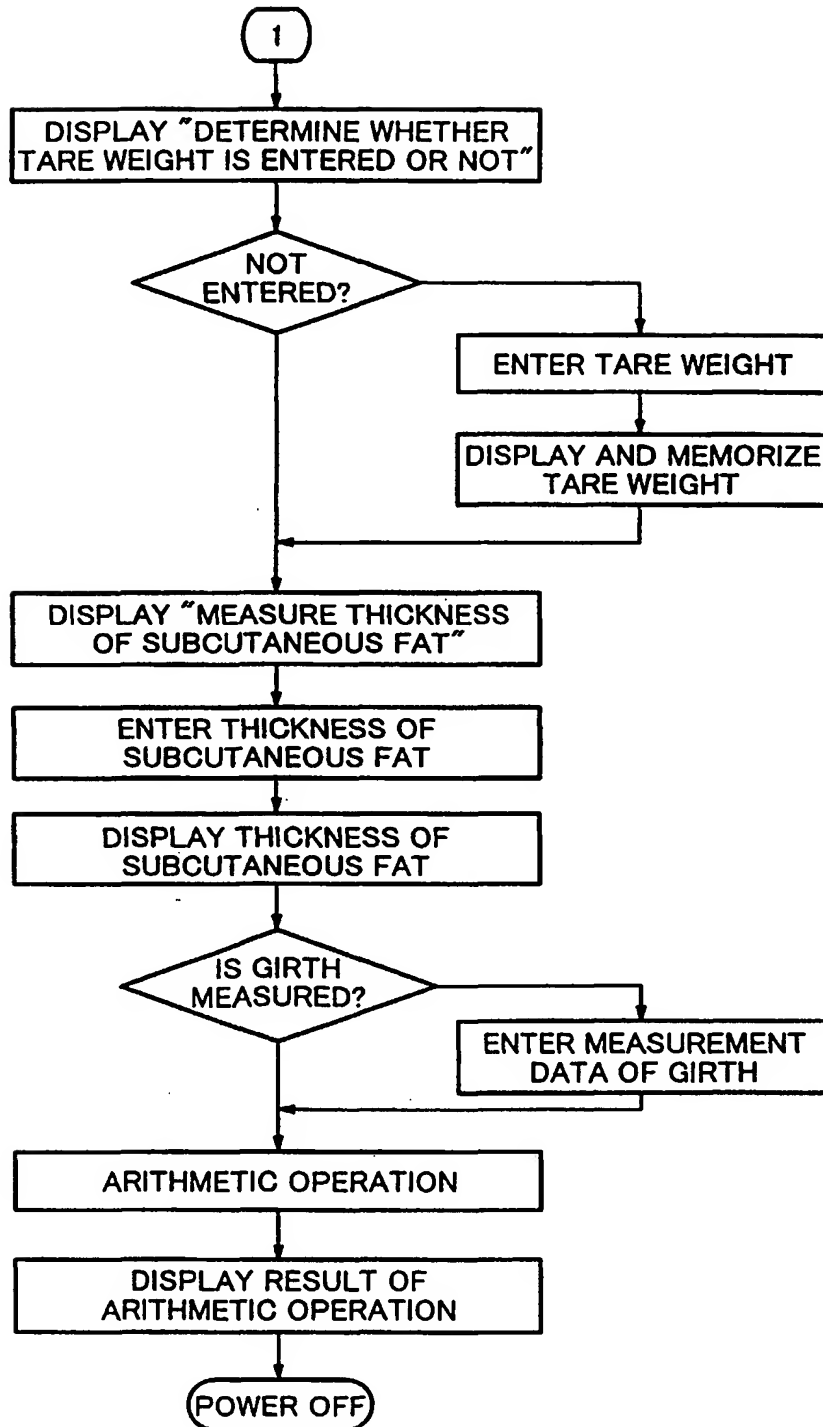 1
DISPLAY "DETERMINE WHETHER
TARE WEIGHT IS ENTERED OR NOT"
NOT
ENTERED?
ENTER TARE WEIGHT
DISPLAY AND MEMORIZE
TARE WEIGHT
DISPLAY "MEASURE THICKNESS
OF SUBCUTANEOUS FAT"
ENTER THICKNESS OF
SUBCUTANEOUS FAT
DISPLAY THICKNESS OF
SUBCUTANEOUS FAT
IS GIRTH
MEASURED?
ENTER MEASUREMENT
DATA OF GIRTH
ARITHMETIC OPERATION
DISPLAY RESULT OF
ARITHMETIC OPERATION
POWER OFF